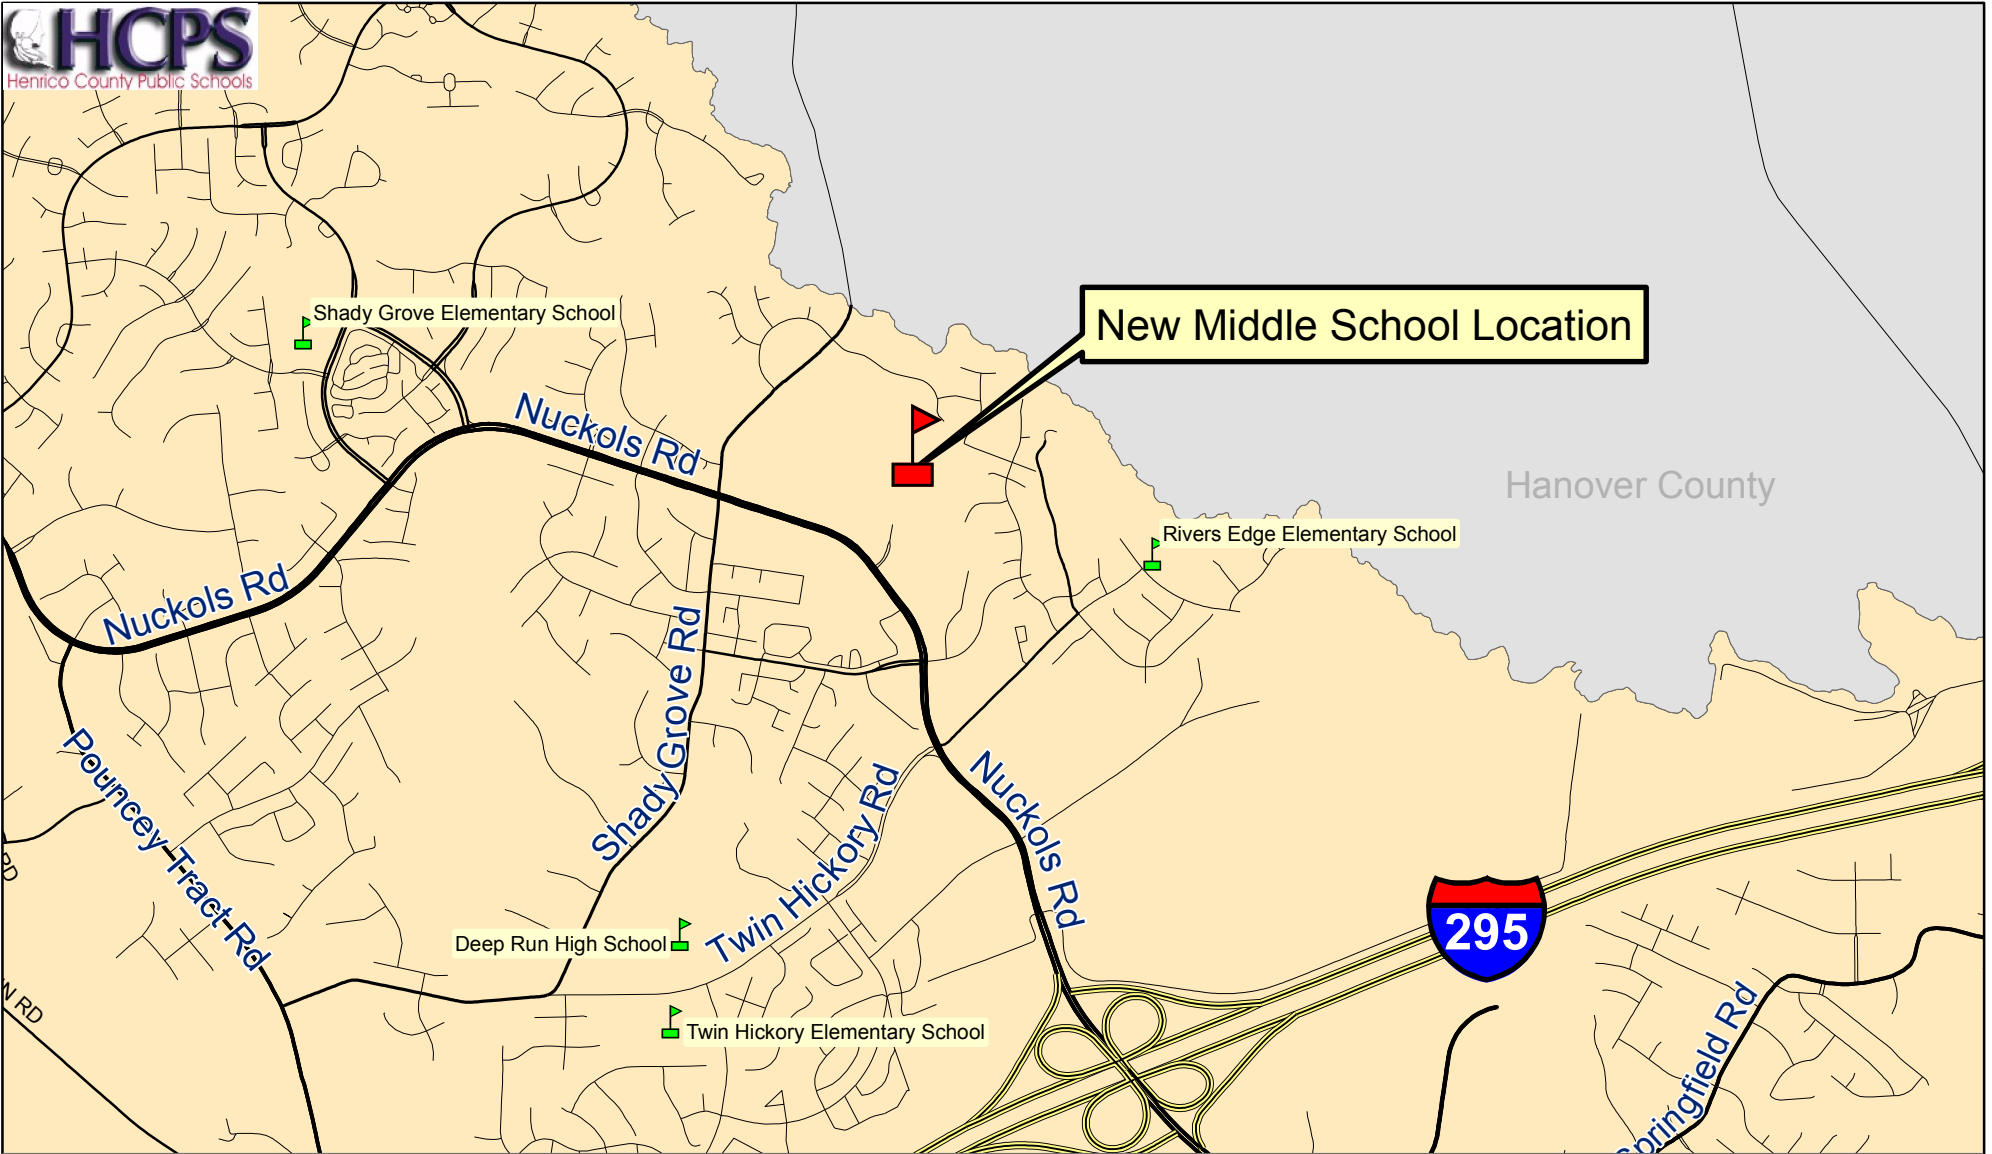 HCPS
Henrico County Public Schools
Shady Grove Elementary School
New Middle School Location
Nuckols Rd
Hanover County
Rivers Edge Elementary School
Nuckols Rd
Shady Grove Rd
Pouncey Tract Rd
Nuckols Rd
Twin Hickory Rd
RD
295
Deep Run High School
N RD
Twin Hickory Elementary School
Springfield Rd